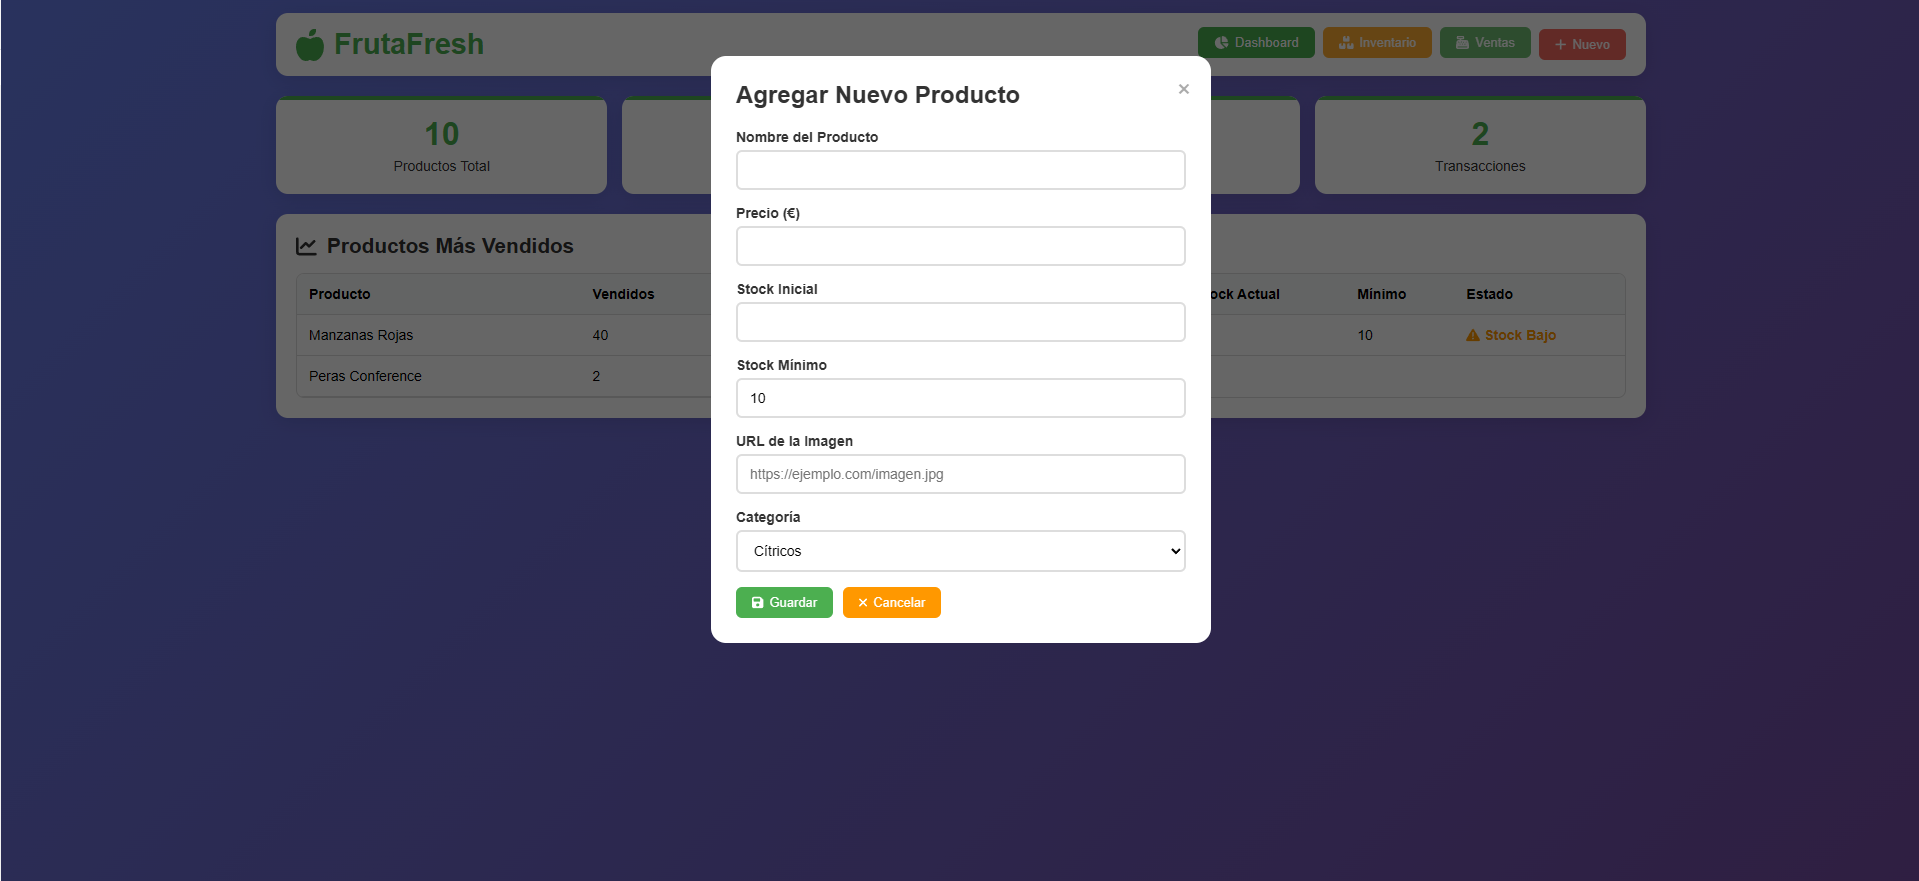 FrutaFresh
Dashboard
Inventario
Ventas
Nuevo
10
Productos Total
2
Transacciones
Productos Más Vendidos
Producto Vendidos
Manzanas Rojas 40
Peras Conference 2
Actual Mínimo Estado
10 Stock Bajo
Agregar Nuevo Producto
×
Nombre del Producto
Precio (€)
Stock Inicial
Stock Mínimo
10
URL de la Imagen
https://ejemplo.com/imagen.jpg
Categoría
Cítricos
Guardar
Cancelar